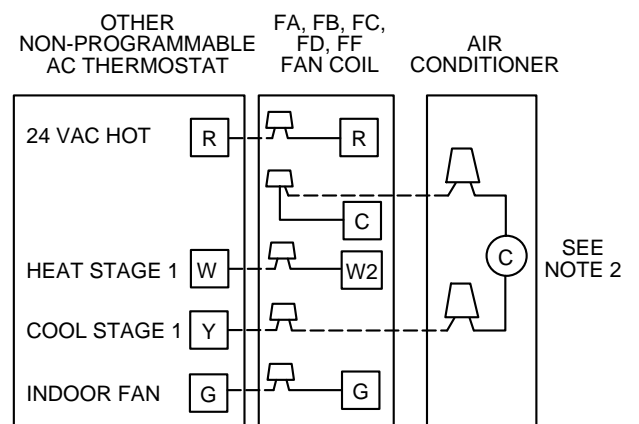 OTHER
NON-PROGRAMMABLE
AC THERMOSTAT
FA, FB, FC,
FD, FF
FAN COIL
AIR
CONDITIONER
24 VAC HOT R R
C
C SEE
NOTE 2
HEAT STAGE 1 W W2
COOL STAGE 1 Y
INDOOR FAN G G